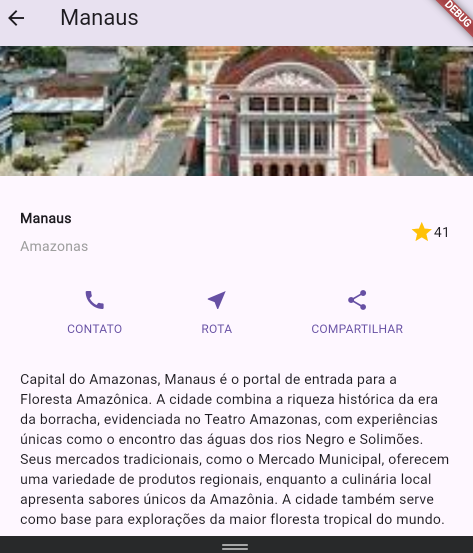 Manaus
DEBUG
Manaus
Amazonas
41
CONTATO
ROTA
COMPARTILHAR
Capital do Amazonas, Manaus é o portal de entrada para a
Floresta Amazônica. A cidade combina a riqueza histórica da era
da borracha, evidenciada no Teatro Amazonas, com experiências
únicas como o encontro das águas dos rios Negro e Solimões.
Seus mercados tradicionais, como o Mercado Municipal, oferecem
uma variedade de produtos regionais, enquanto a culinária local
apresenta sabores únicos da Amazônia. A cidade também serve
como base para explorações da maior floresta tropical do mundo.